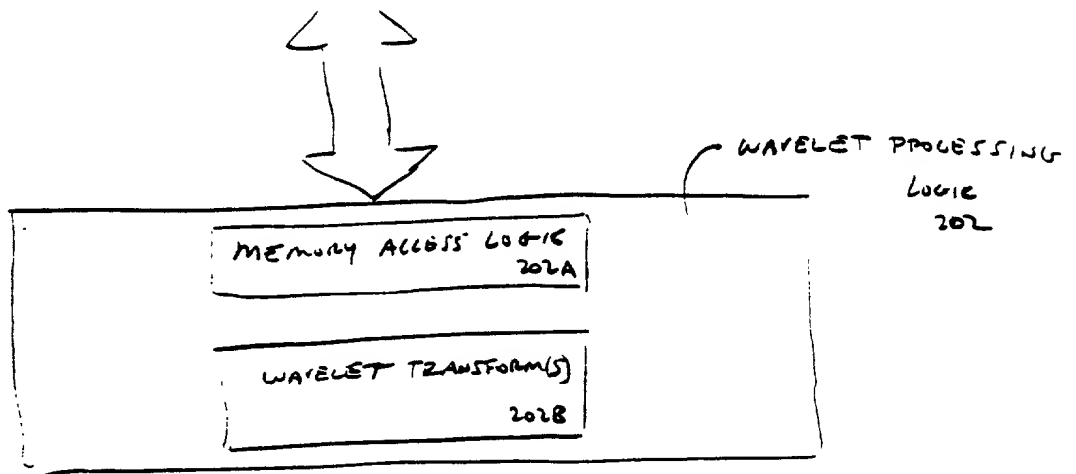 WAVELET PROCESSING
LOGIC
202
MEMORY ACCESS LOGIC
202A
WAVELET TRANSFORM(S)
202B